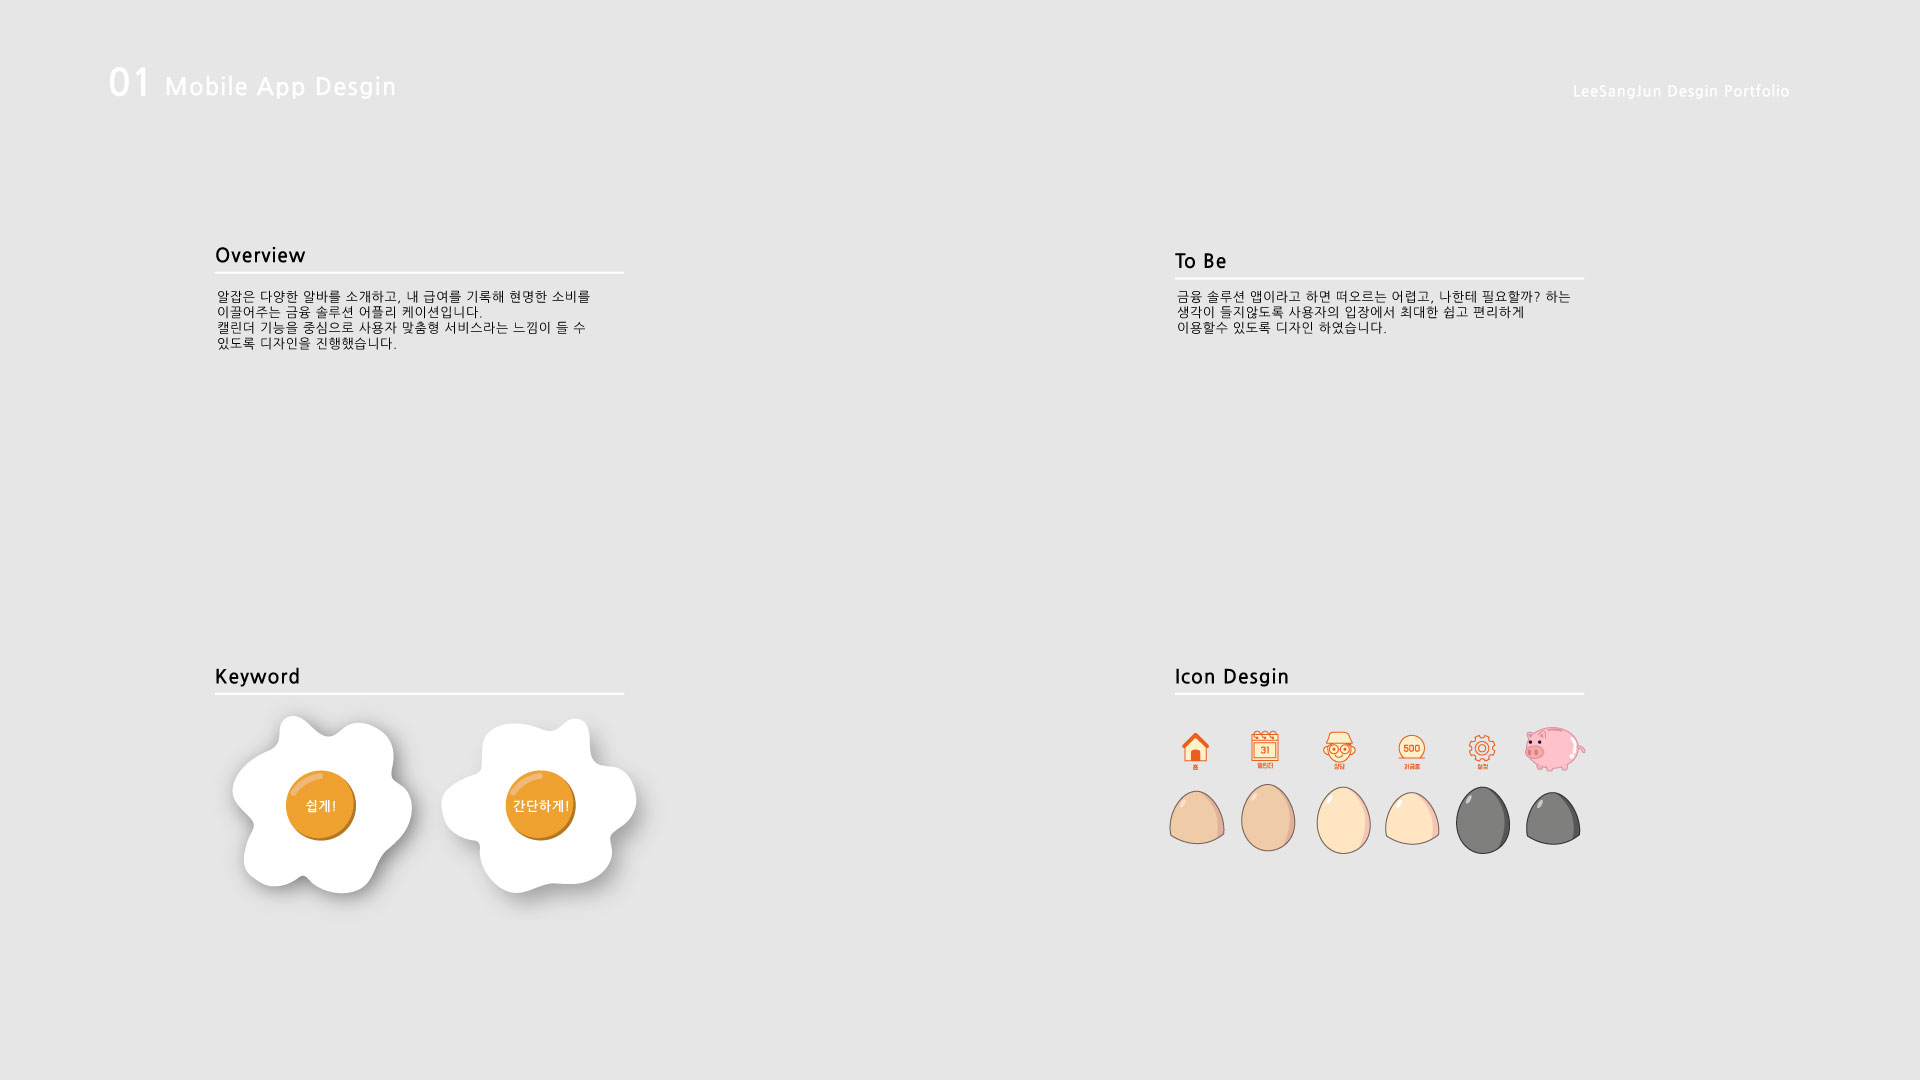 01 Mobile App Desgin
LeeSangJun Desgin Portfolio
Overview
알잡은 다양한 알바를 소개하고, 내 급여를 기록해 현명한 소비를
이끌어주는 금융 솔루션 어플리 케이션입니다.
캘린더 기능을 중심으로 사용자 맞춤형 서비스라는 느낌이 들 수
있도록 디자인을 진행했습니다.
To Be
금융 솔루션 앱이라고 하면 떠오르는 어렵고, 나한테 필요할까? 하는
생각이 들지않도록 사용자의 입장에서 최대한 쉽고 편리하게
이용할수 있도록 디자인 하였습니다.
Keyword
쉽게!
간단하게!
Icon Desgin
31
500
홈
캘린더
상담
저금통
설정